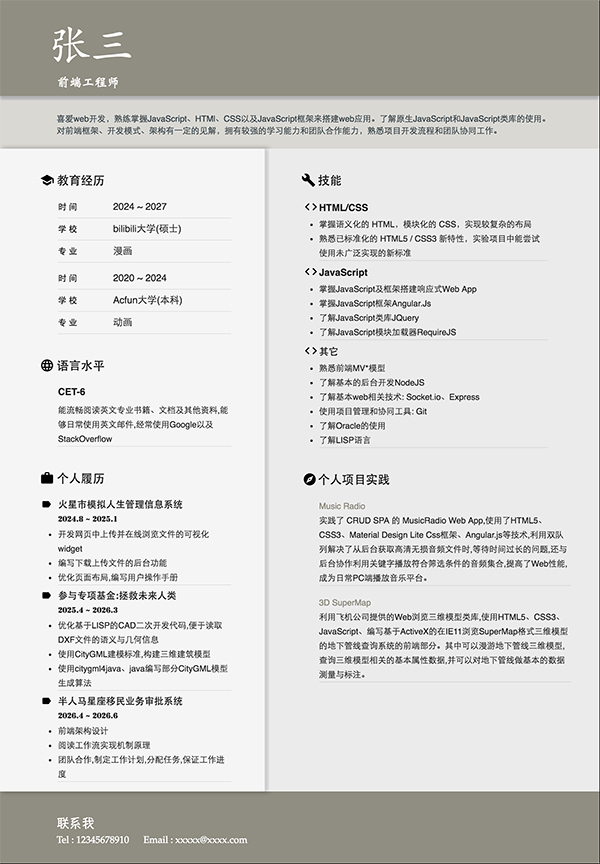 张三
前端工程师
喜爱web开发，熟练掌握JavaScript、HTMl、CSS以及JavaScript框架来搭建web应用。了解原生JavaScript和JavaScript类库的使用。
对前端框架、开发模式、架构有一定的见解，拥有较强的学习能力和团队合作能力，熟悉项目开发流程和团队协同工作。
教育经历
时 间 2024 ~ 2027
学 校 bilibili大学(硕士)
专 业 漫画
时 间 2020 ~ 2024
学 校 Acfun大学(本科)
专 业 动画
语言水平
CET-6
能流畅阅读英文专业书籍、文档及其他资料,能
够日常使用英文邮件,经常使用Google以及
StackOverflow
个人履历
火星市模拟人生管理信息系统
2024.8 ~ 2025.1
• 开发网页中上传并在线浏览文件的可视化
widget
• 编写下载上传文件的后台功能
• 优化页面布局,编写用户操作手册
参与专项基金:拯救未来人类
2025.4 ~ 2026.3
• 优化基于LISP的CAD二次开发代码,便于读取
DXF文件的语义与几何信息
• 使用CityGML建模标准,构建三维建筑模型
• 使用citygml4java、java编写部分CityGML模型
生成算法
半人马星座移民业务审批系统
2026.4 ~ 2026.6
• 前端架构设计
• 阅读工作流实现机制原理
• 团队合作,制定工作计划,分配任务,保证工作进
度
技能
HTML/CSS
• 掌握语义化的 HTML，模块化的 CSS，实现较复杂的布局
• 熟悉已标准化的 HTML5 / CSS3 新特性，实验项目中能尝试
使用未广泛实现的新标准
JavaScript
• 掌握JavaScript及框架搭建响应式Web App
• 掌握JavaScript框架Angular.Js
• 了解JavaScript类库JQuery
• 了解JavaScript模块加载器RequireJS
其它
• 熟悉前端MV*模型
• 了解基本的后台开发NodeJS
• 了解基本web相关技术: Socket.io、Express
• 使用项目管理和协同工具: Git
• 了解Oracle的使用
• 了解LISP语言
个人项目实践
Music Radio
实践了 CRUD SPA 的 MusicRadio Web App,使用了HTML5、
CSS3、Material Design Lite Css框架、Angular.js等技术,利用双队
列解决了从后台获取高清无损音频文件时,等待时间过长的问题,还与
后台协作利用关键字播放符合筛选条件的音频集合,提高了Web性能,
成为日常PC端播放音乐平台。
3D SuperMap
利用飞机公司提供的Web浏览三维模型类库,使用HTML5、CSS3、
JavaScript、编写基于ActiveX的在IE11浏览SuperMap格式三维模型
的地下管线查询系统的前端部分。其中可以漫游地下管线三维模型,
查询三维模型相关的基本属性数据,并可以对地下管线做基本的数据
测量与标注。
联系我
Tel : 12345678910 Email : xxxxx@xxxx.com